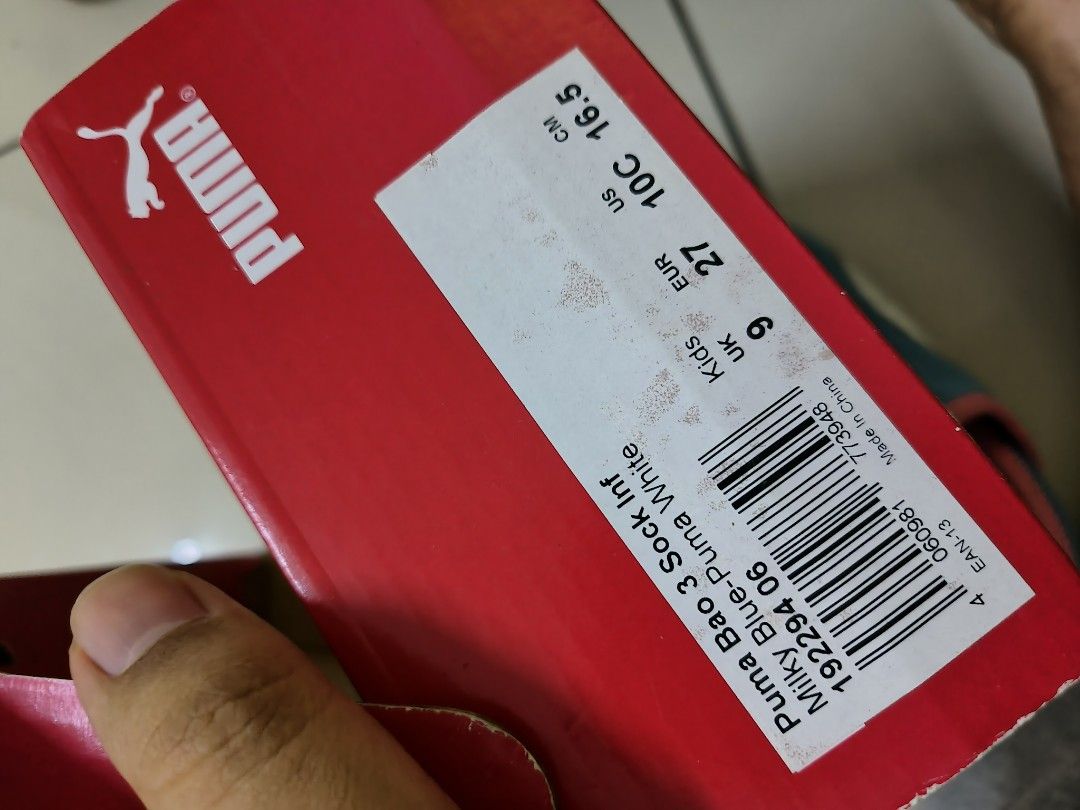 PUMA®
Puma Bao 3 Sock Inf
Milky Blue-Puma White
192294 06
Kids
UK EUR US CM
9 27 10C 16.5
4 060981 773948
EAN-13 Made in China